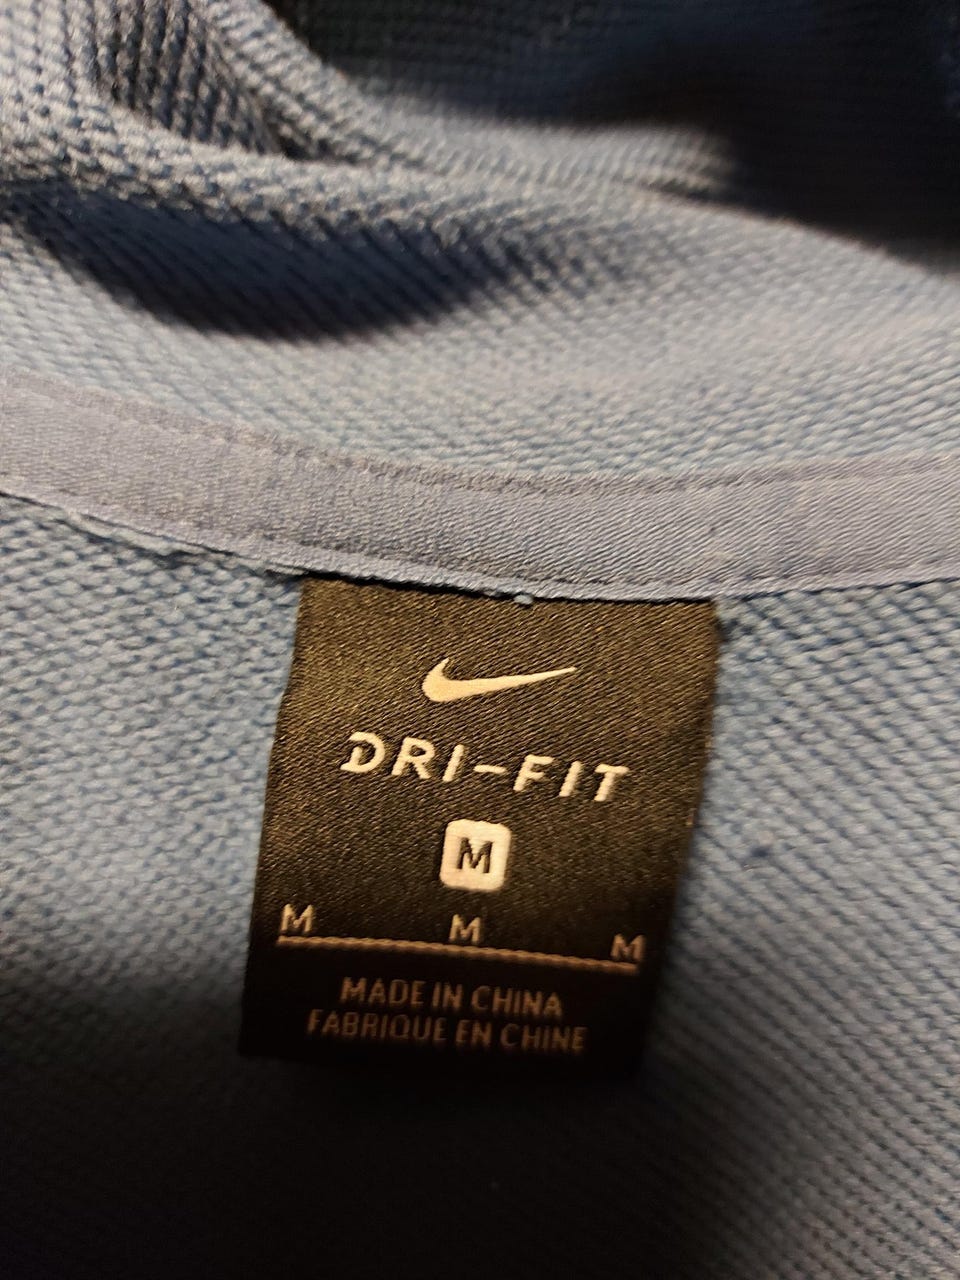 DRI-FIT
M
M M M
MADE IN CHINA
FABRIQUE EN CHINE